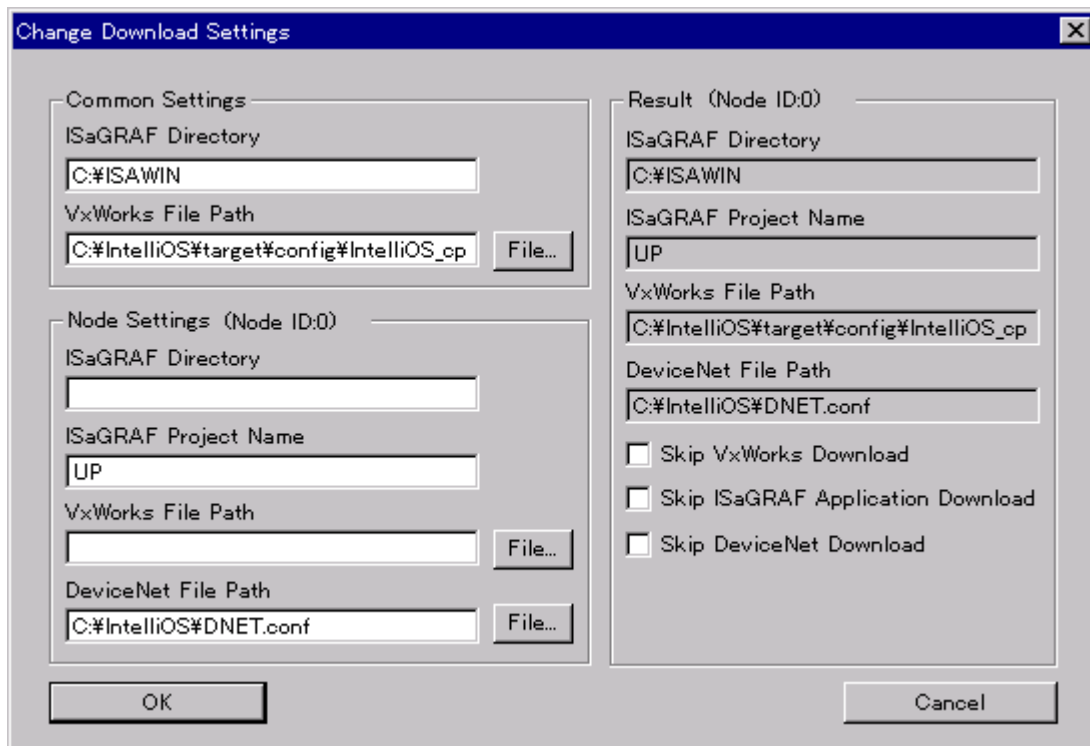 Change Download Settings
Common Settings
ISaGRAF Directory
C:¥ISAWIN
VxWorks File Path
C:¥IntelliOS¥target¥config¥IntelliOS_cp
File...
Node Settings (Node ID:0)
ISaGRAF Directory
ISaGRAF Project Name
UP
VxWorks File Path
File...
DeviceNet File Path
C:¥IntelliOS¥DNET.conf
File...
Result (Node ID:0)
ISaGRAF Directory
C:¥ISAWIN
ISaGRAF Project Name
UP
VxWorks File Path
C:¥IntelliOS¥target¥config¥IntelliOS_cp
DeviceNet File Path
C:¥IntelliOS¥DNET.conf
Skip VxWorks Download
Skip ISaGRAF Application Download
Skip DeviceNet Download
OK
Cancel